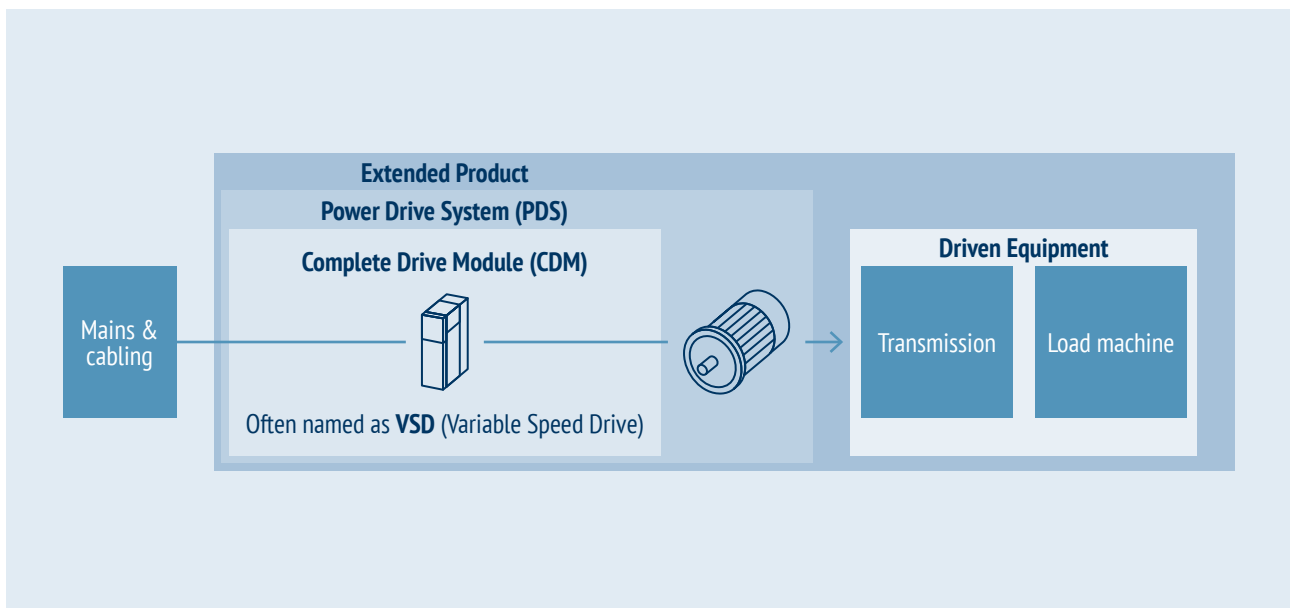 Extended Product
Power Drive System (PDS)
Complete Drive Module (CDM)
Driven Equipment
Mains &
cabling
Transmission
Load machine
Often named as VSD (Variable Speed Drive)